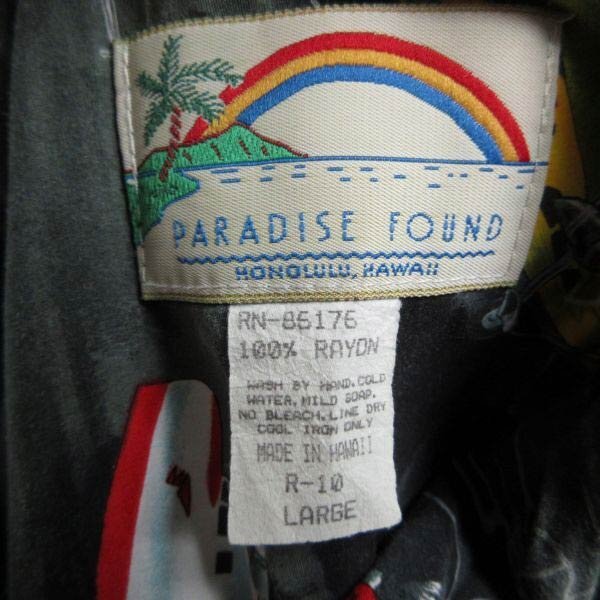 PARADISE FOUND
HONOLULU, HAWAII
RN-86176
100% RAYON
WASH BY HAND. COLD
WATER, MILD SOAP.
NO BLEACH. LINE DRY
COOL IRON ONLY
MADE IN HAWAII
R-10
LARGE